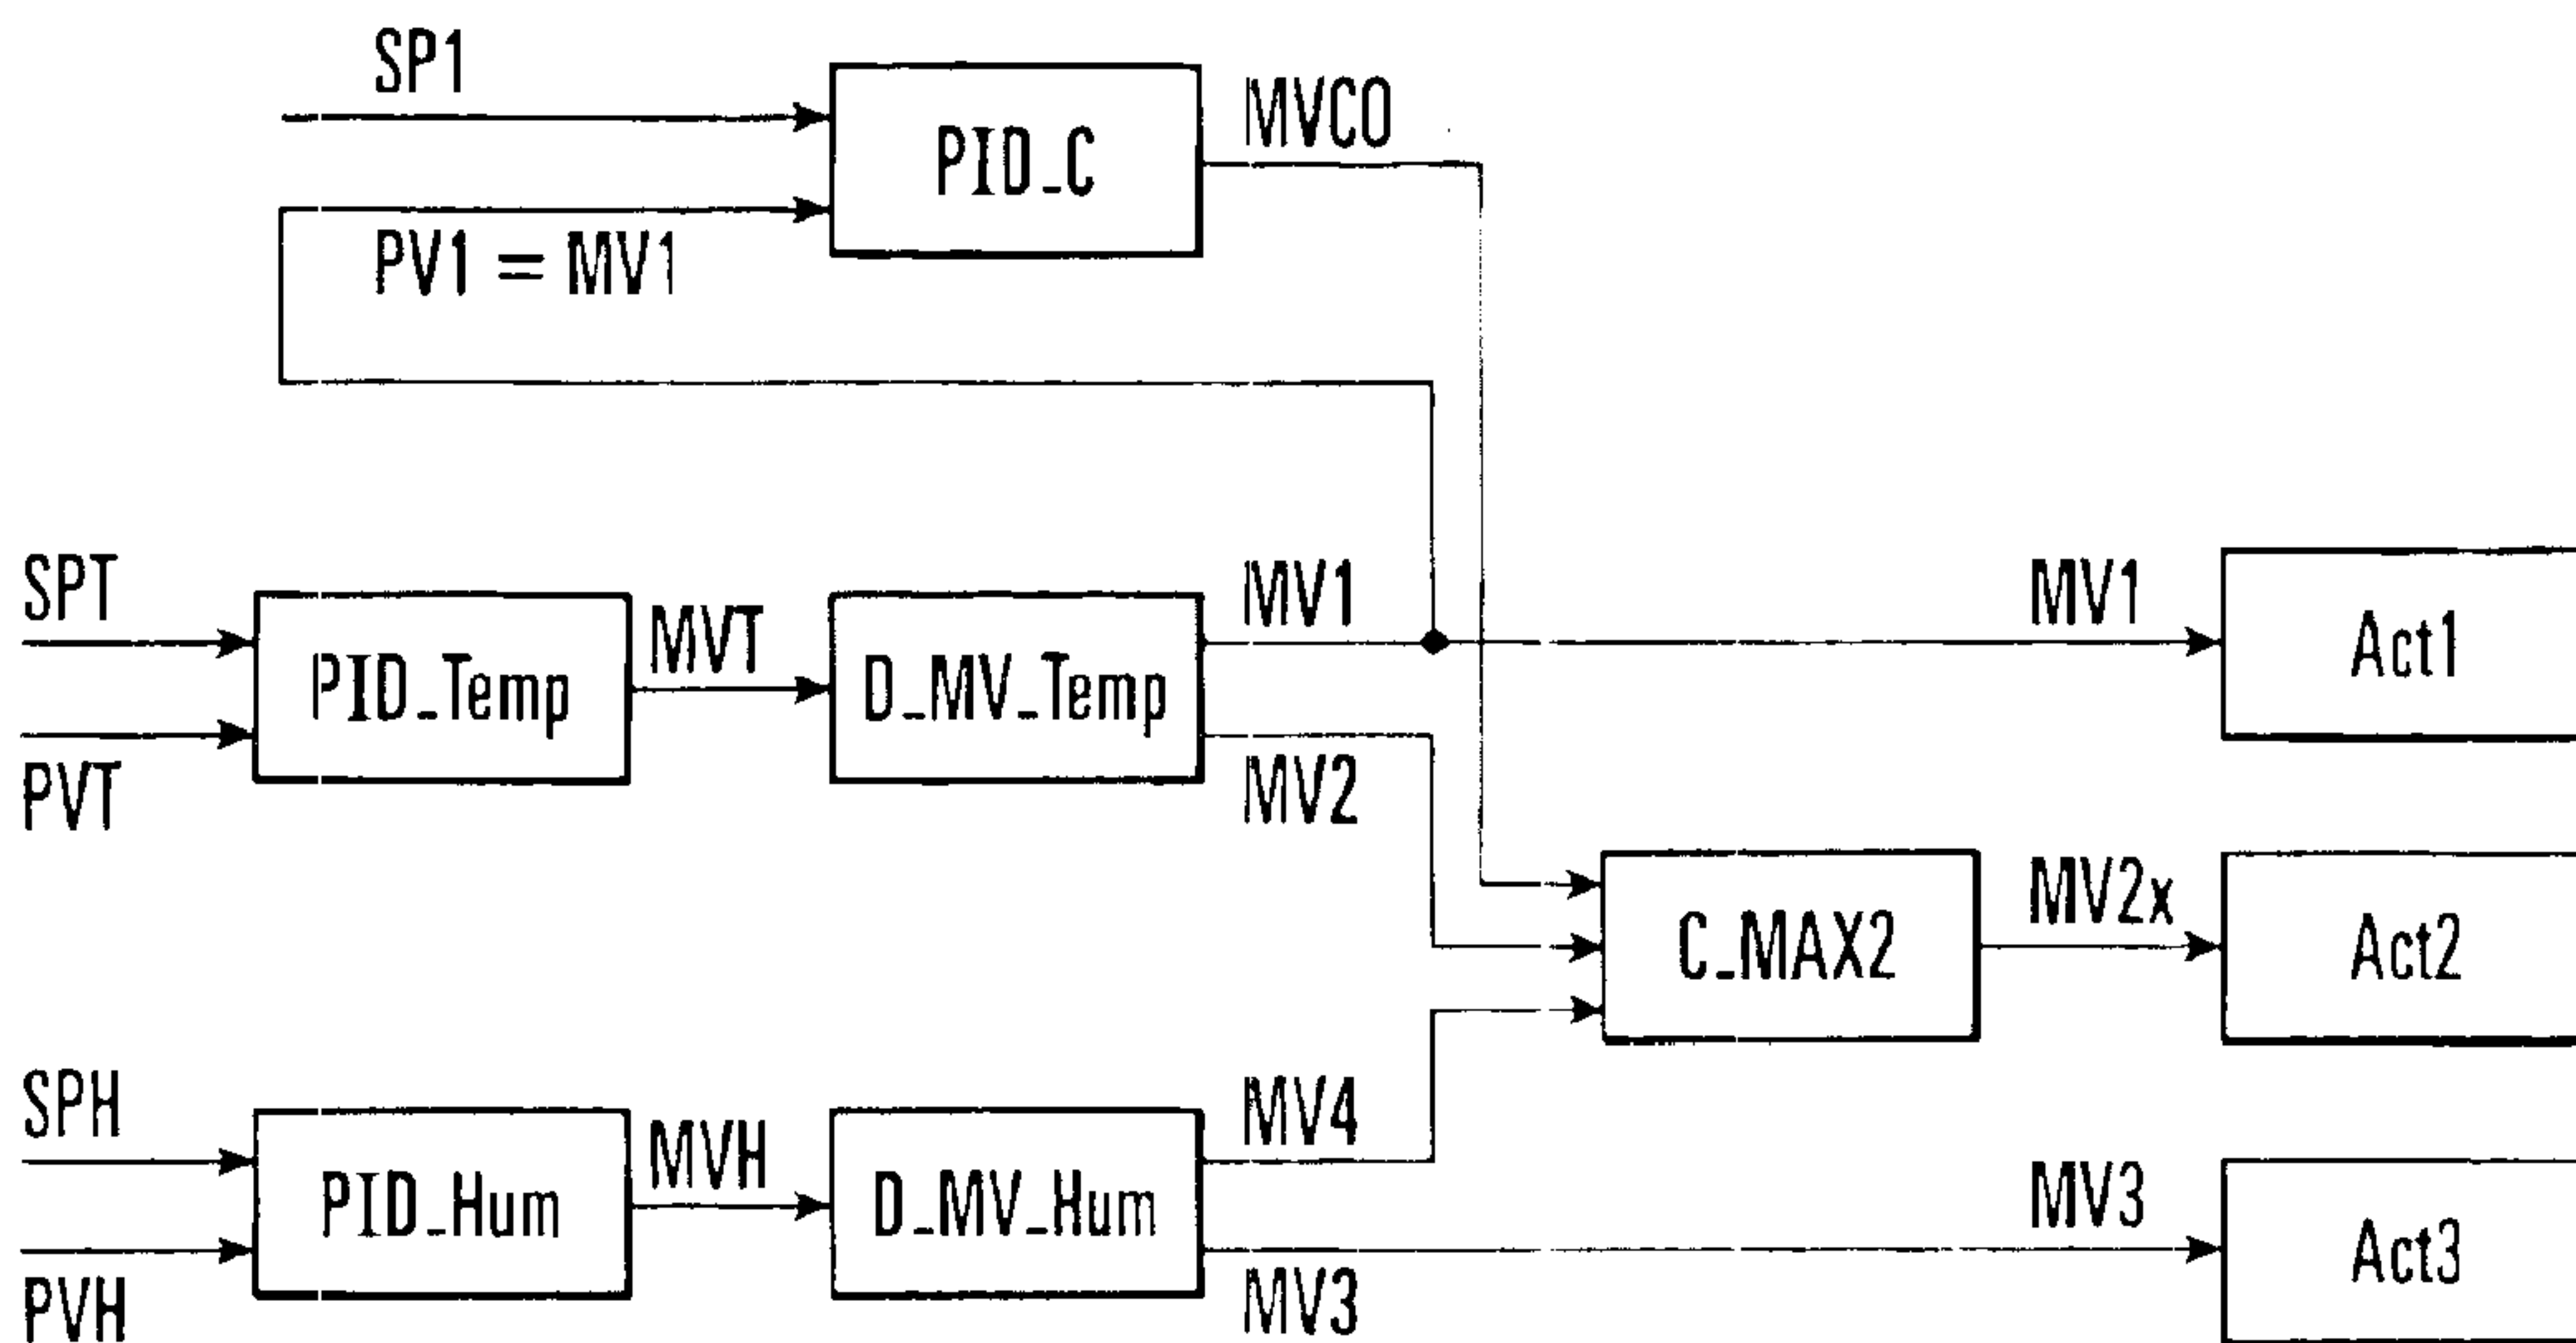 SP1
PID_C
MVCO
PV1 = MV1
SPT
PVT
PID_Temp
MVT
D_MV_Temp
MV1
MV2
MV1
Act1
C_MAX2
MV2x
Act2
SPH
PVH
PID_Hum
MVH
D_MV_Hum
MV4
MV3
MV3
Act3